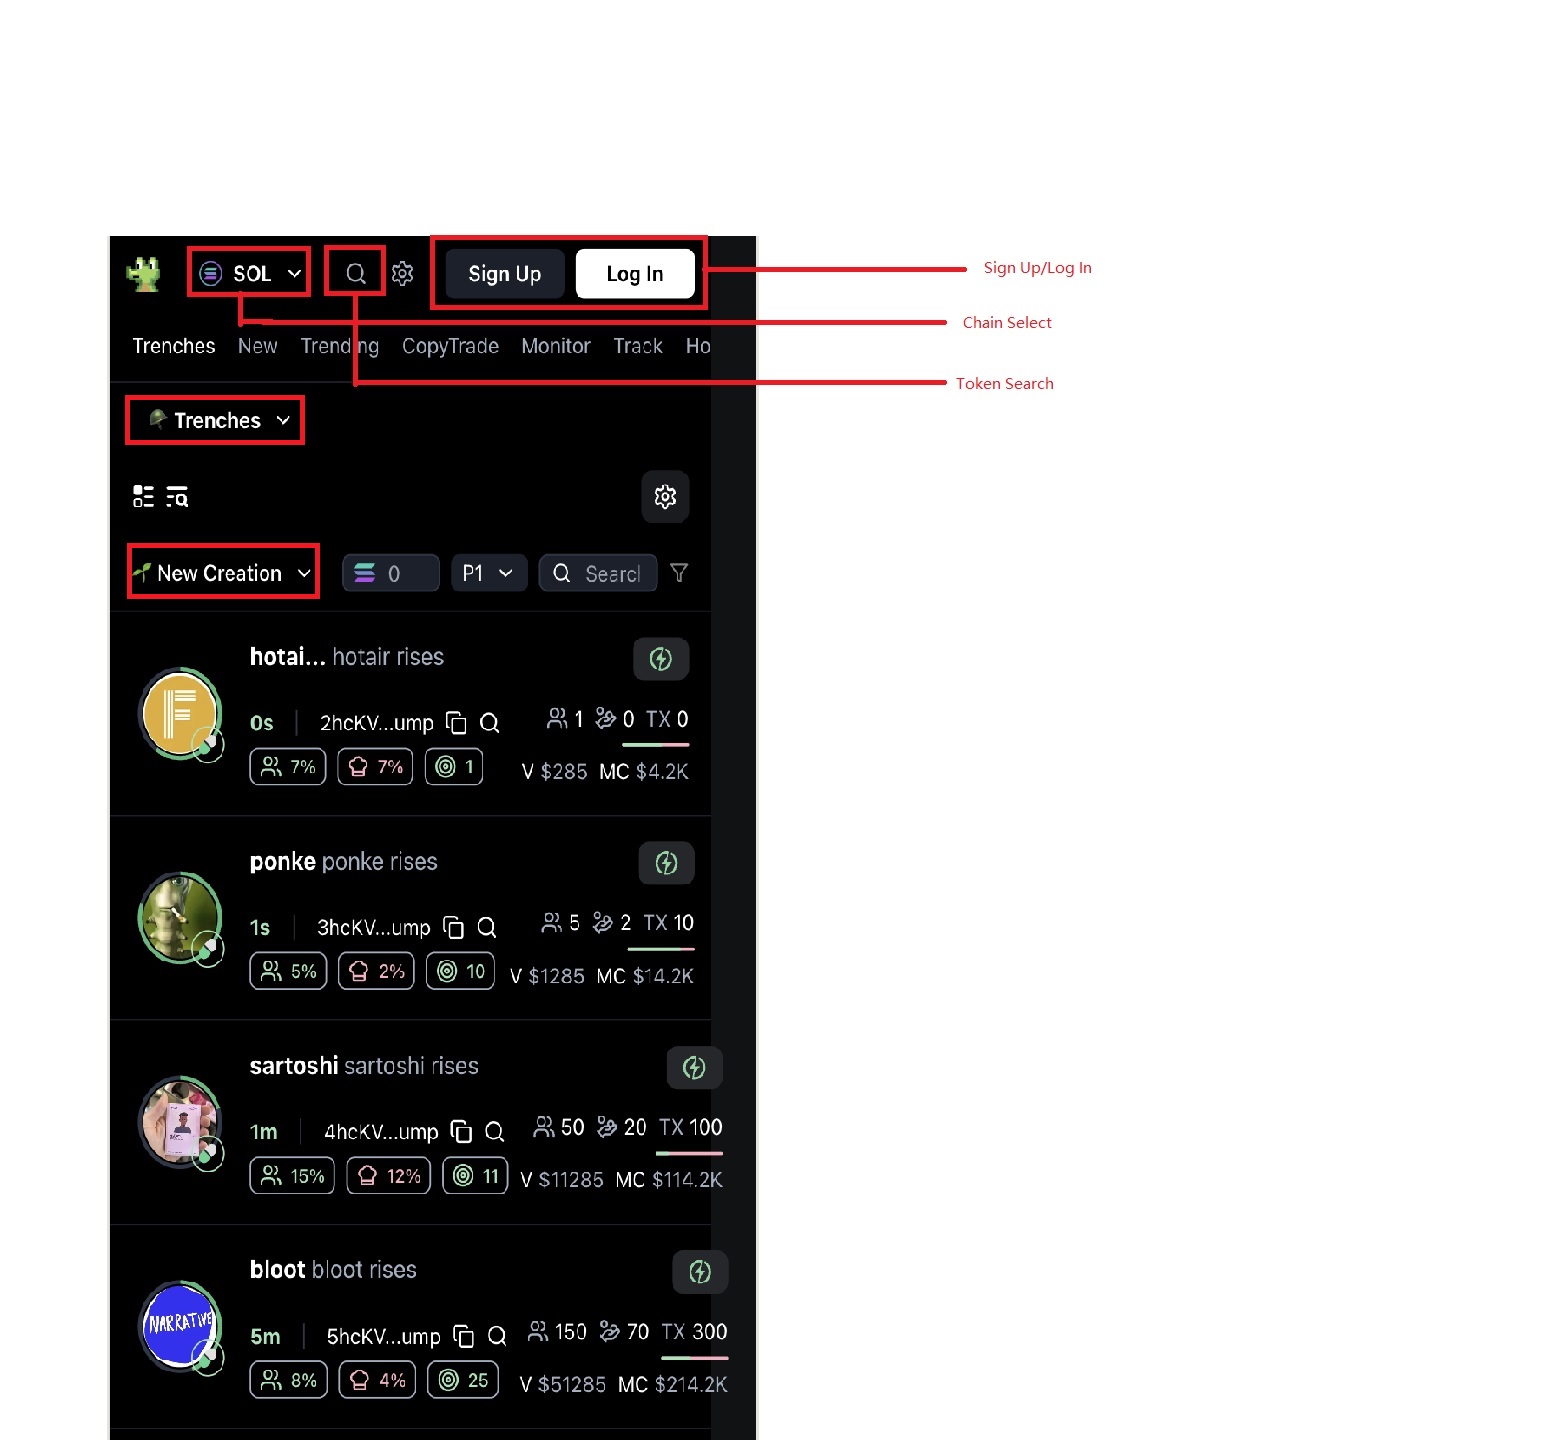 SOL Sign Up Log In
Sign Up/Log In
Chain Select
Trenches New Trending CopyTrade Monitor Track Ho
Token Search
Trenches
New Creation 0 P1 Search
hotai... hotair rises
0s 2hcKV...ump 1 0 TX 0
7% 7% 1 V $285 MC $4.2K
ponke ponke rises
1s 3hcKV...ump 5 2 TX 10
5% 2% 10 V $1285 MC $14.2K
sartoshi sartoshi rises
1m 4hcKV...ump 50 20 TX 100
15% 12% 11 V $11285 MC $114.2K
bloot bloot rises
NARRATIVE
5m 5hcKV...ump 150 70 TX 300
8% 4% 25 V $51285 MC $214.2K